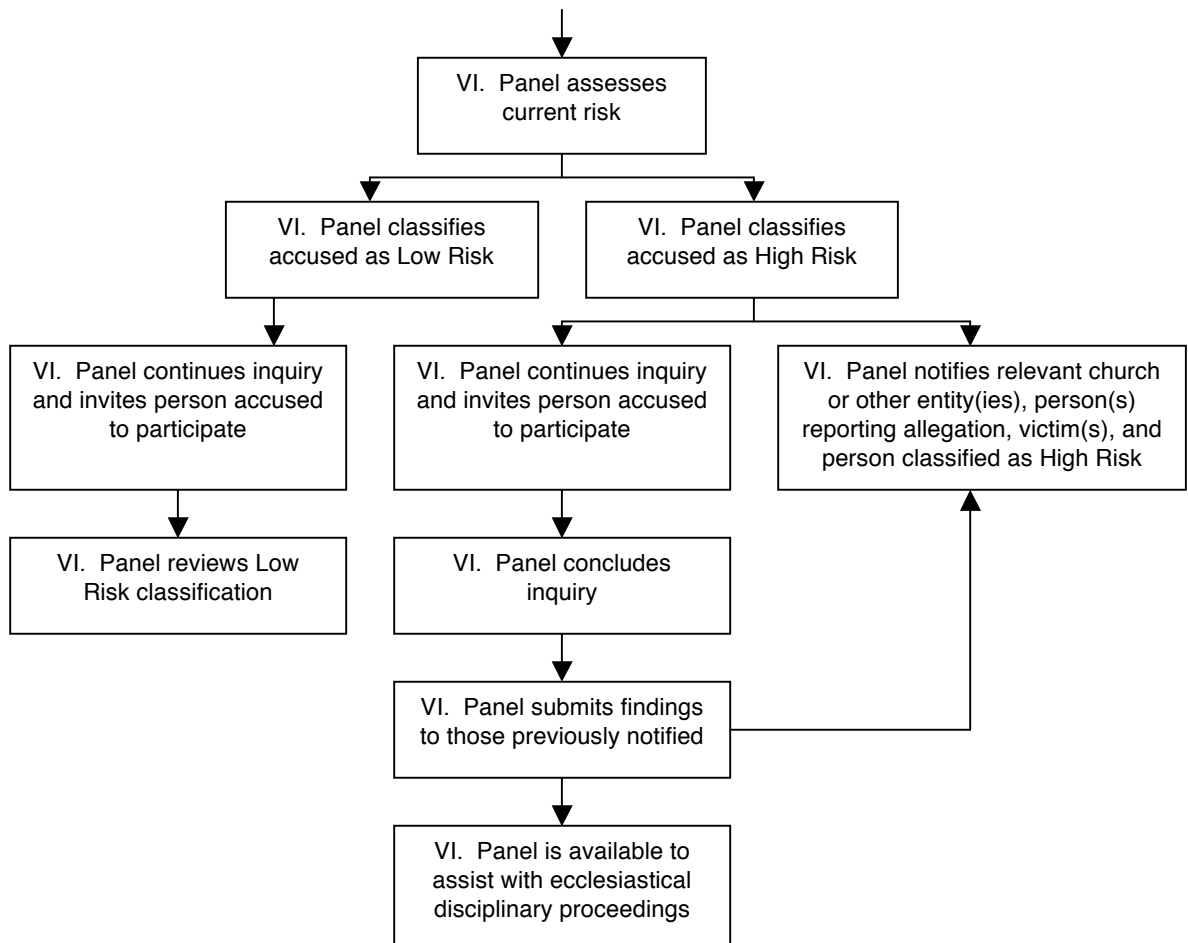 VI. Panel assesses
current risk
VI. Panel classifies
accused as Low Risk
VI. Panel classifies
accused as High Risk
VI. Panel continues inquiry
and invites person accused
to participate
VI. Panel continues inquiry
and invites person accused
to participate
VI. Panel notifies relevant church
or other entity(ies), person(s)
reporting allegation, victim(s), and
person classified as High Risk
VI. Panel reviews Low
Risk classification
VI. Panel concludes
inquiry
VI. Panel submits findings
to those previously notified
VI. Panel is available to
assist with ecclesiastical
disciplinary proceedings